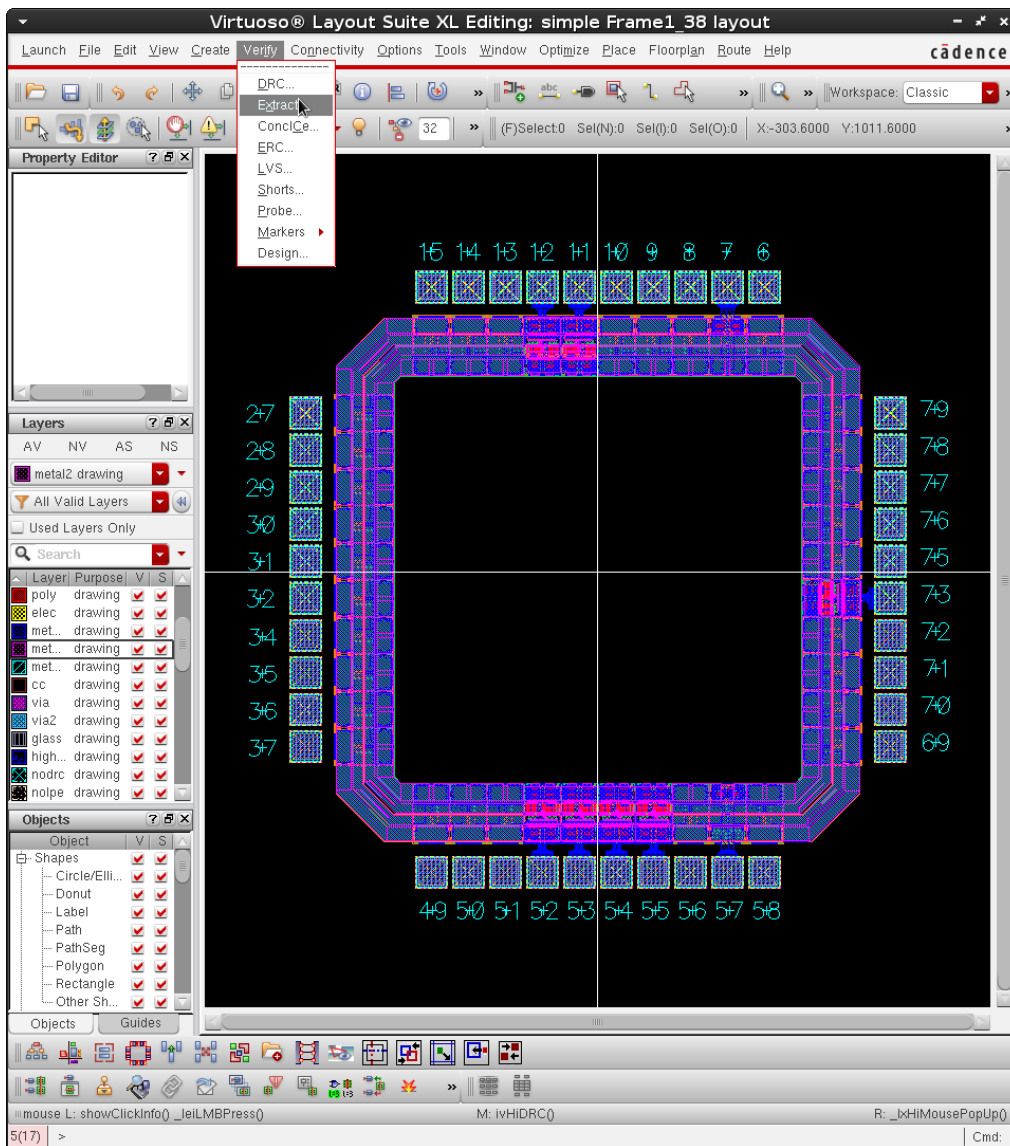 Virtuoso® Layout Suite XL Editing: simple Frame1_38 layout
Launch File Edit View Create Verify Connectivity Options Tools Window Optimize Place Floorplan Route Help cādence
DRC...
Extract
ConclCe...
ERC...
LVS...
Shorts...
Probe...
Markers
Design...
abc
» » » Workspace: Classic »
32 » (F)Select:0 Sel(N):0 Sel(I):0 Sel(O):0 X:-303.6000 Y:1011.6000
Property Editor
Layers
AV NV AS NS
metal2 drawing
All Valid Layers
Used Layers Only
Search
Layer Purpose V S
poly drawing
elec drawing
met... drawing
met... drawing
met... drawing
cc drawing
via drawing
via2 drawing
glass drawing
high... drawing
nodrc drawing
nolpe drawing
Objects
Object V S
Shapes
Circle/Elli...
Donut
Label
Path
PathSeg
Polygon
Rectangle
Other Sh...
Objects Guides
15 14 13 12 11 10 9 8 7 6
27
28
29
30
31
32
34
35
36
37
79
78
77
76
75
73
72
71
70
69
49 50 51 52 53 54 55 56 57 58
»
mouse L: showClickInfo() _leiLMBPress() M: ivHiDRC() R: _lxHiMousePopUp()
5(17) > Cmd: